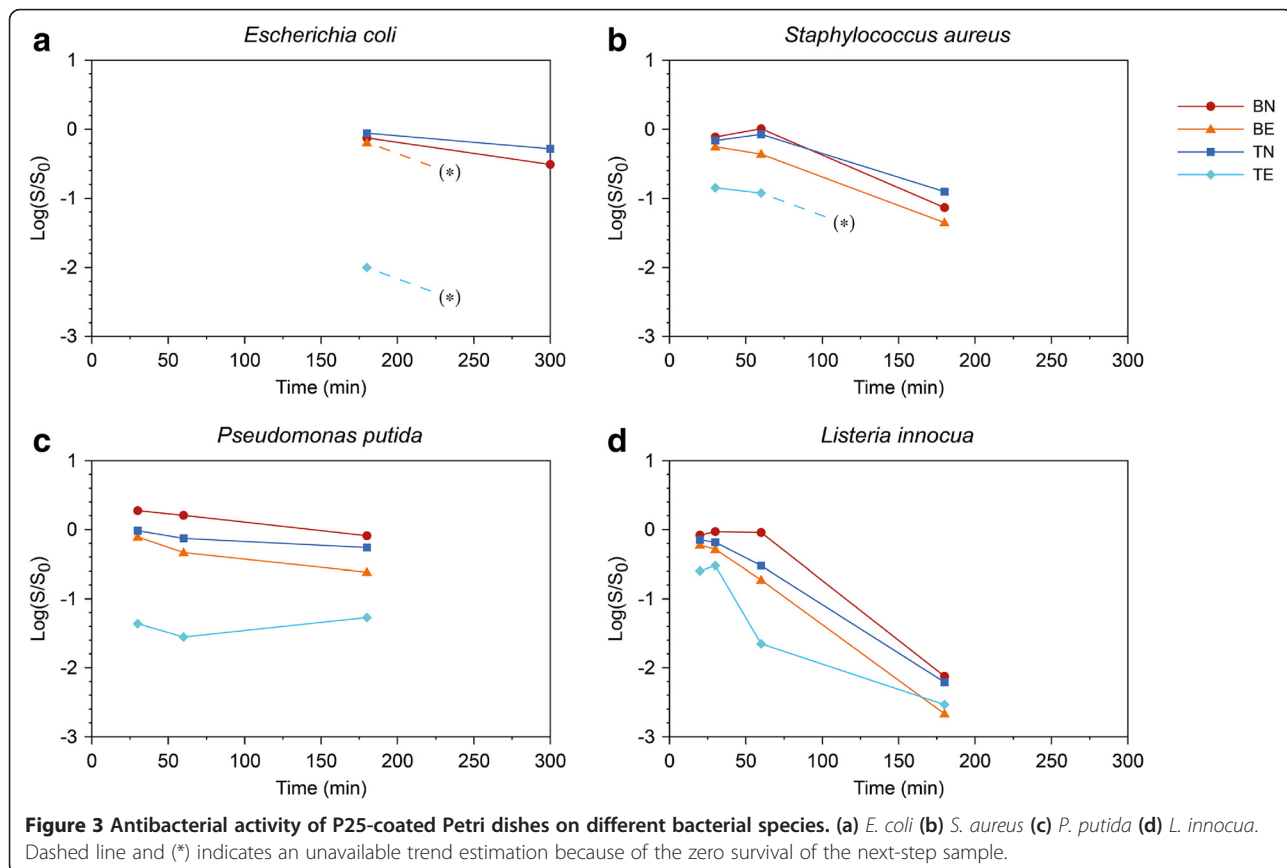 a
Escherichia coli
Log(S/S0)
1
0
-1
-2
-3
(*)
(*)
0 50 100 150 200 250 300
Time (min)
b
Staphylococcus aureus
Log(S/S0)
1
0
-1
-2
-3
(*)
0 50 100 150 200 250 300
Time (min)
BN
BE
TN
TE
c
Pseudomonas putida
Log(S/S0)
1
0
-1
-2
-3
0 50 100 150 200 250 300
Time (min)
d
Listeria innocua
Log(S/S0)
1
0
-1
-2
-3
0 50 100 150 200 250 300
Time (min)
Figure 3 Antibacterial activity of P25-coated Petri dishes on different bacterial species. (a) E. coli (b) S. aureus (c) P. putida (d) L. innocua.
Dashed line and (*) indicates an unavailable trend estimation because of the zero survival of the next-step sample.